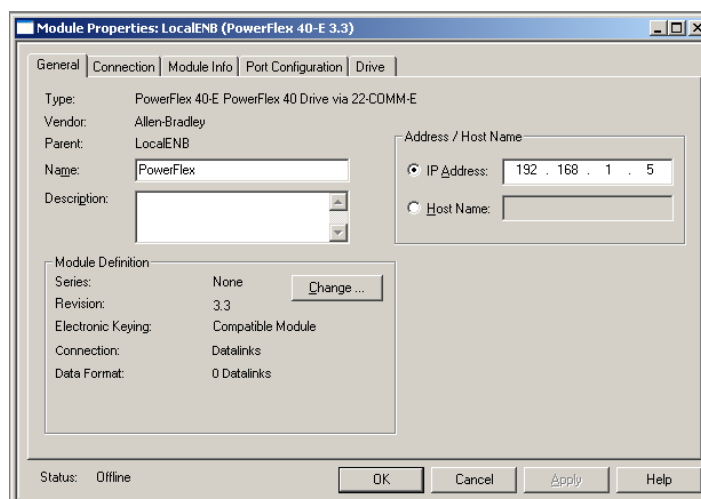 Module Properties: LocalENB (PowerFlex 40-E 3.3)
General Connection Module Info Port Configuration Drive
Type: PowerFlex 40-E PowerFlex 40 Drive via 22-COMM-E
Vendor: Allen-Bradley
Parent: LocalENB
Name: PowerFlex
Description:
Address / Host Name
IP Address: 192 . 168 . 1 . 5
Host Name:
Module Definition
Series: None
Change ...
Revision: 3.3
Electronic Keying: Compatible Module
Connection: Datalinks
Data Format: 0 Datalinks
Status: Offline
OK Cancel Apply Help